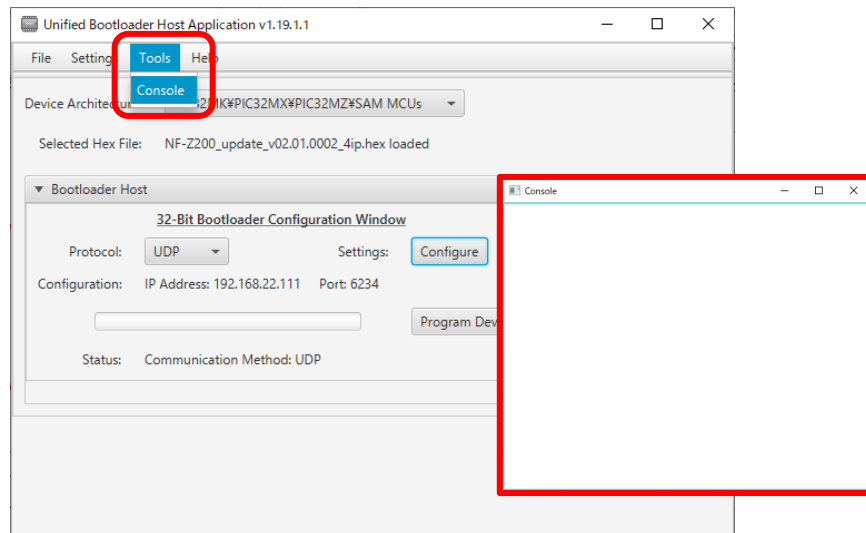 Unified Bootloader Host Application v1.19.1.1
File Settings Tools Help
Console
Device Architecture
32MK¥PIC32MX¥PIC32MZ¥SAM MCUs
Selected Hex File: NF-Z200_update_v02.01.0002_4ip.hex loaded
Bootloader Host
32-Bit Bootloader Configuration Window
Protocol: UDP Settings: Configure
Configuration: IP Address: 192.168.22.111 Port: 6234
Program Dev
Status: Communication Method: UDP
Console